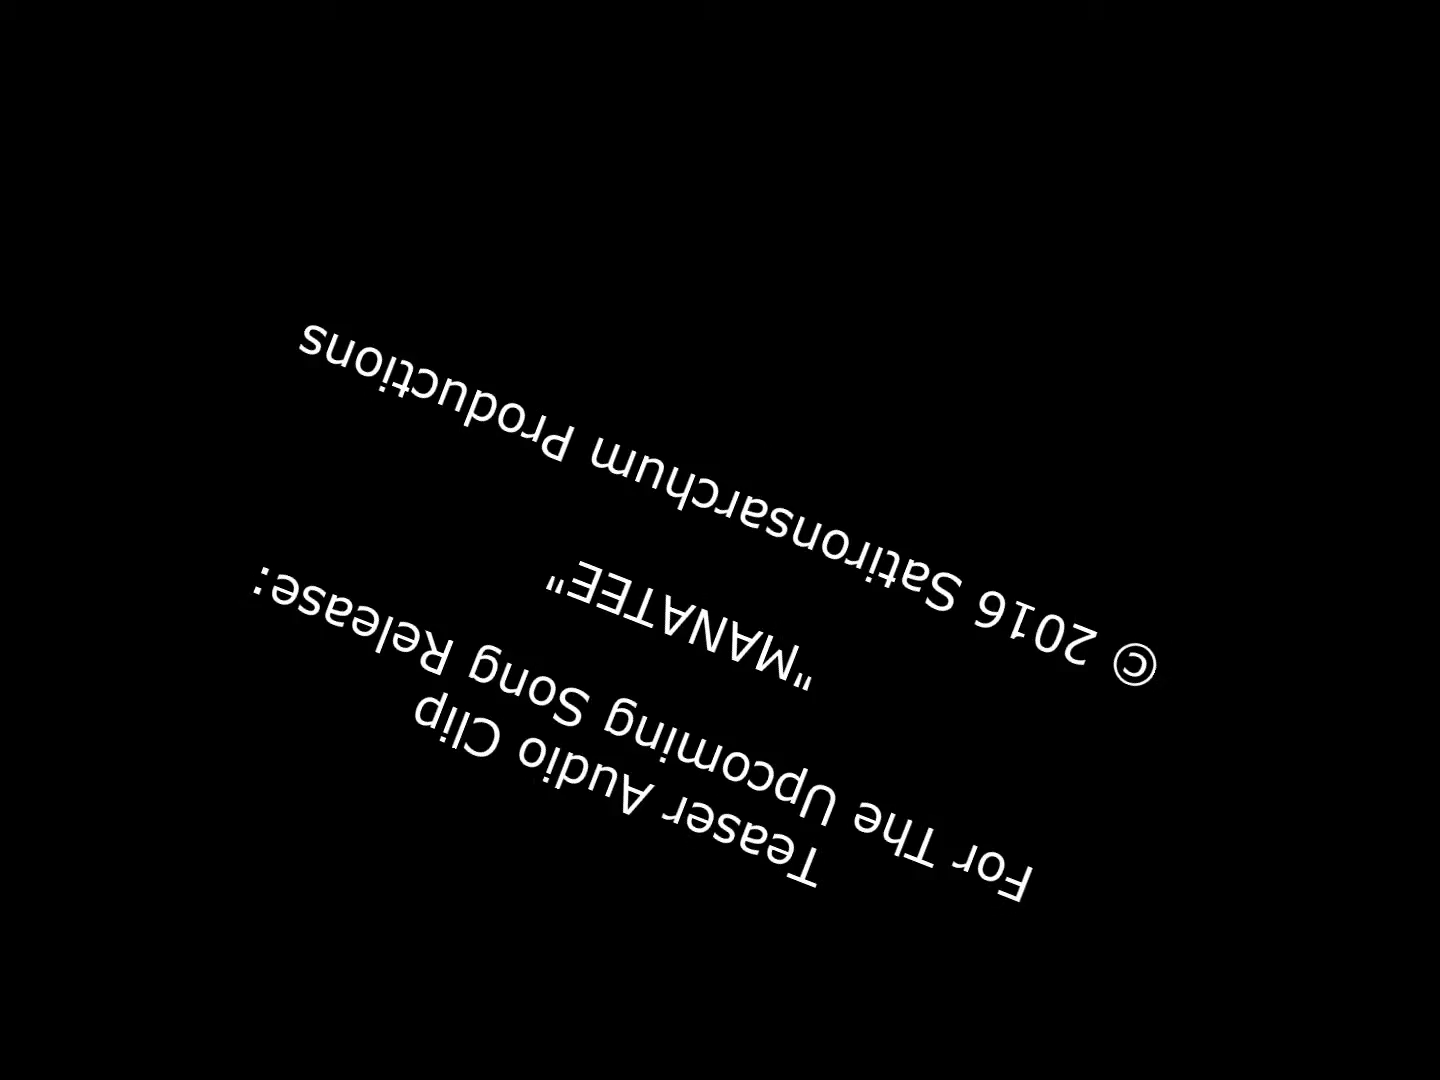 Teaser Audio Clip
For The Upcoming Song Release:
"MANATEE"
© 2016 Satironsarchum Productions